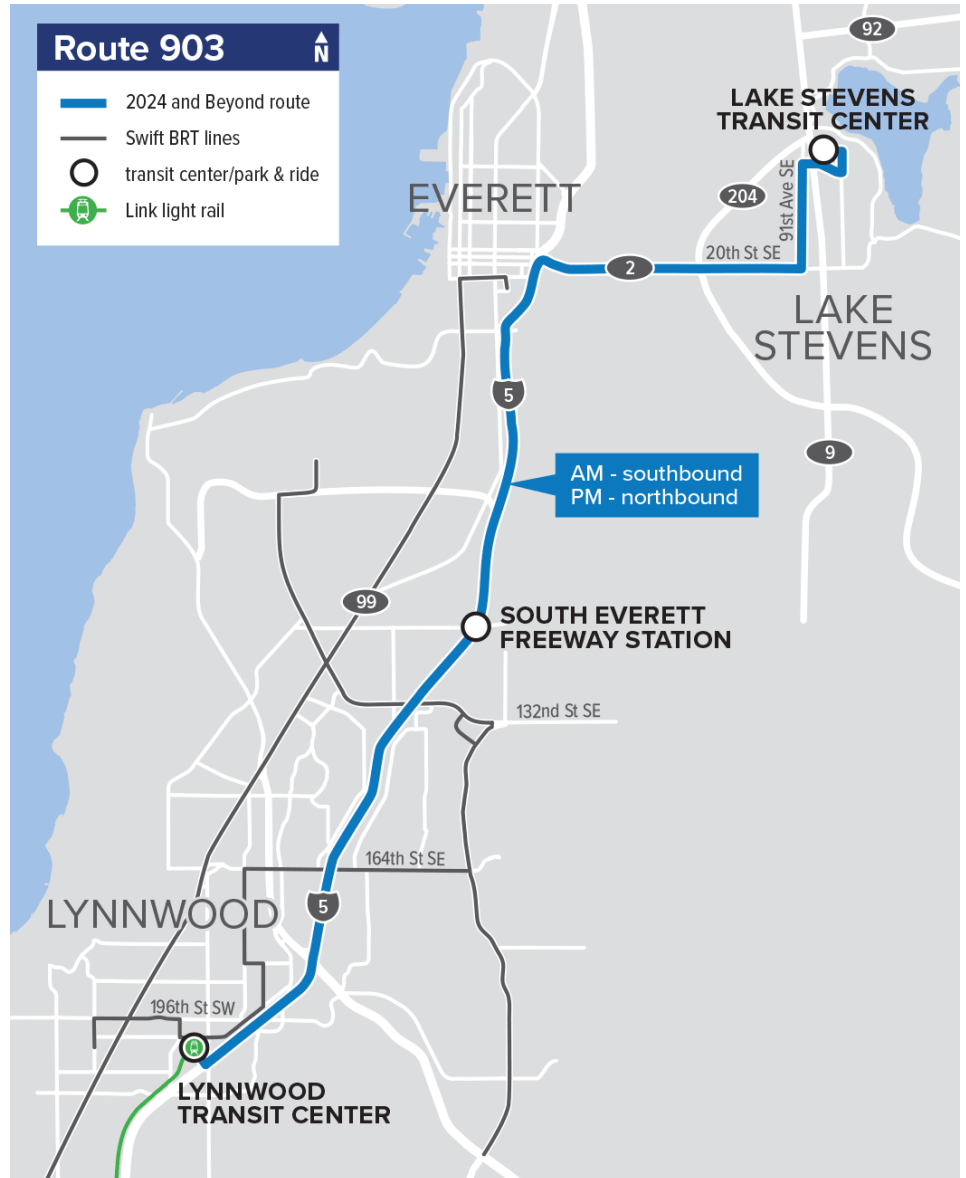 Route 903
N
2024 and Beyond route
Swift BRT lines
transit center/park & ride
Link light rail
92
LAKE STEVENS
TRANSIT CENTER
EVERETT
204
91st Ave SE
20th St SE
2
LAKE
STEVENS
5
9
AM - southbound
PM - northbound
99
SOUTH EVERETT
FREEWAY STATION
132nd St SE
164th St SE
5
LYNNWOOD
196th St SW
LYNNWOOD
TRANSIT CENTER